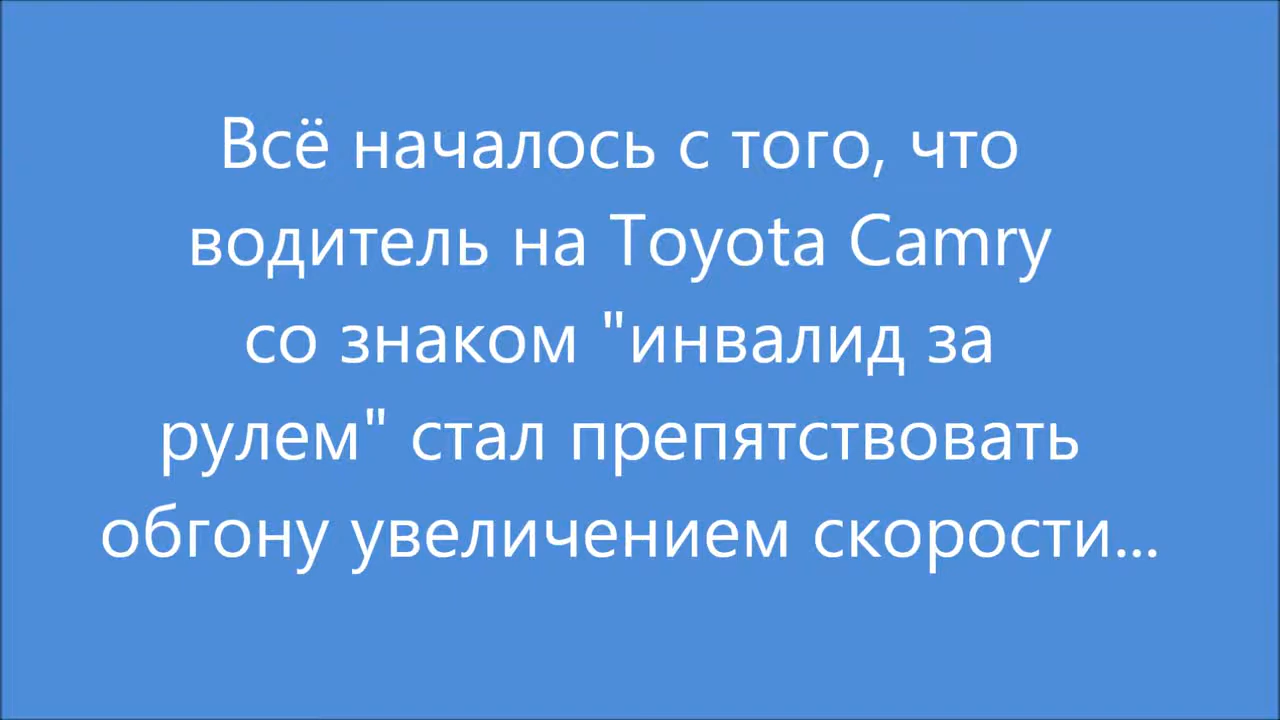 Всё началось с того, что
водитель на Toyota Camry
со знаком "инвалид за
рулем" стал препятствовать
обгону увеличением скорости...